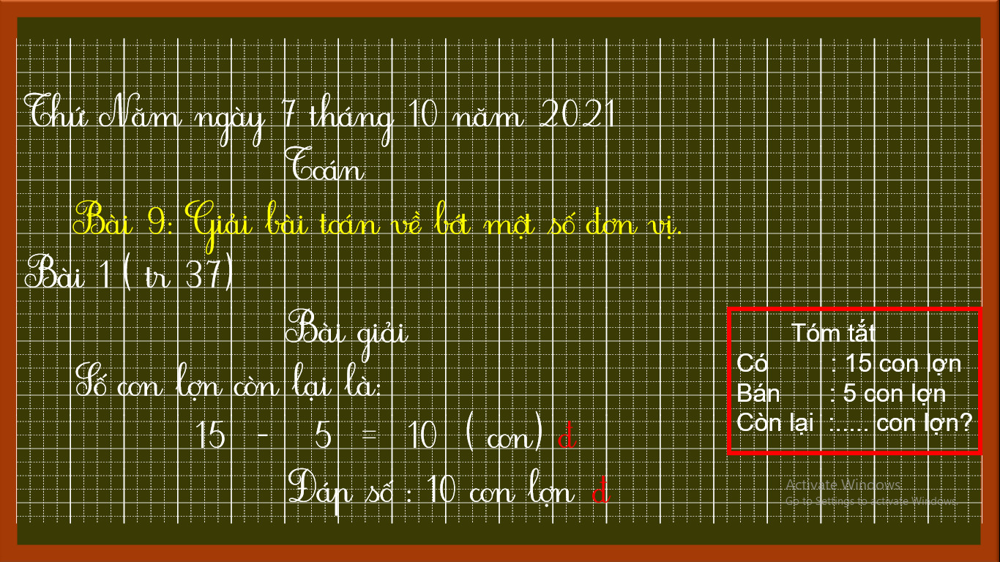 Thứ Năm ngày 7 tháng 10 năm 2021
Toán
Bài 9: Giải bài toán về bớt một số đơn vị.
Bài 1 ( tr 37)
Bài giải
Số con lợn còn lại là:
15 - 5 = 10 ( con) đ
Đáp số : 10 con lợn đ
Tóm tắt
Có : 15 con lợn
Bán : 5 con lợn
Còn lại :..... con lợn?
Activate Windows
Go to Settings to activate Windows.